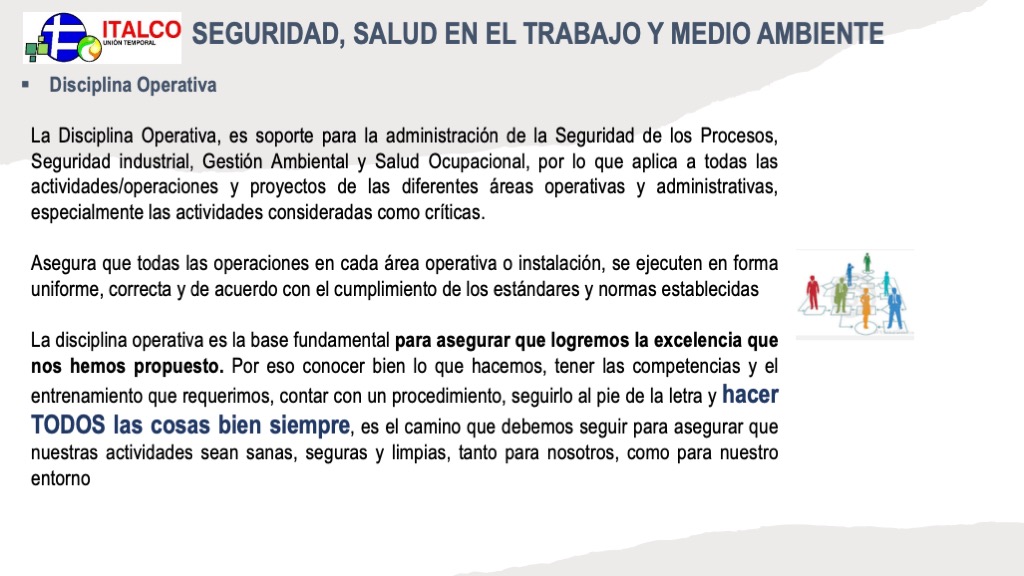 ITALCO
UNIÓN TEMPORAL
SEGURIDAD, SALUD EN EL TRABAJO Y MEDIO AMBIENTE
▪ Disciplina Operativa
La Disciplina Operativa, es soporte para la administración de la Seguridad de los Procesos,
Seguridad industrial, Gestión Ambiental y Salud Ocupacional, por lo que aplica a todas las
actividades/operaciones y proyectos de las diferentes áreas operativas y administrativas,
especialmente las actividades consideradas como críticas.
Asegura que todas las operaciones en cada área operativa o instalación, se ejecuten en forma
uniforme, correcta y de acuerdo con el cumplimiento de los estándares y normas establecidas
La disciplina operativa es la base fundamental para asegurar que logremos la excelencia que
nos hemos propuesto. Por eso conocer bien lo que hacemos, tener las competencias y el
entrenamiento que requerimos, contar con un procedimiento, seguirlo al pie de la letra y hacer
TODOS las cosas bien siempre, es el camino que debemos seguir para asegurar que
nuestras actividades sean sanas, seguras y limpias, tanto para nosotros, como para nuestro
entorno